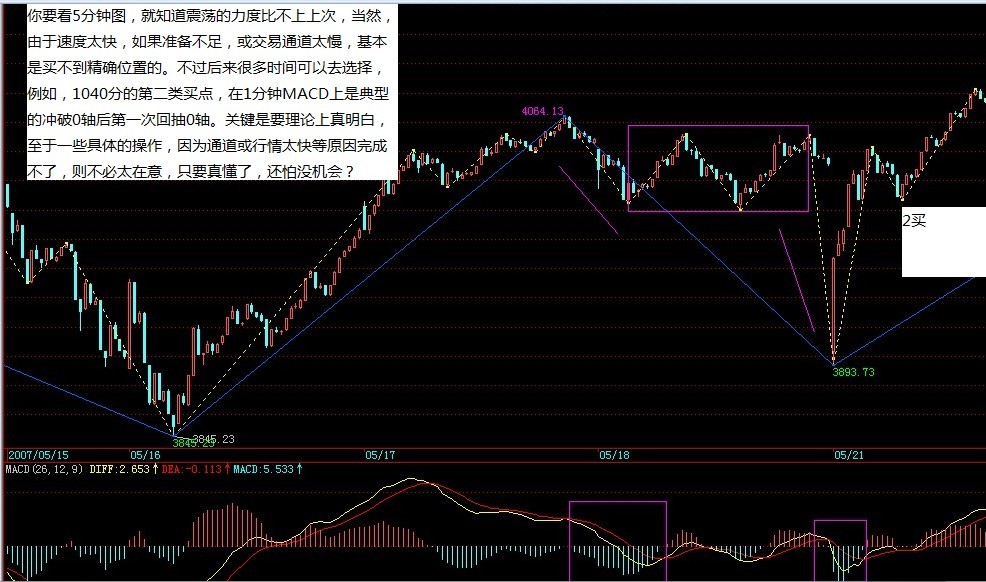 你要看5分钟图，就知道震荡的力度比不上上次，当然，
由于速度太快，如果准备不足，或交易通道太慢，基本
是买不到精确位置的。不过后来很多时间可以去选择，
例如，1040分的第二类买点，在1分钟MACD上是典型
的冲破0轴后第一次回抽0轴。关键是要理论上真明白，
至于一些具体的操作，因为通道或行情太快等原因完成
不了，则不必太在意，只要真懂了，还怕没机会？
4064.13
2买
3893.73
3845.23
3845.23
2007/05/15 05/16 05/17 05/18 05/21
MACD(26,12,9) DIFF:2.653↑ DEA:-0.113↑ MACD:5.533↑